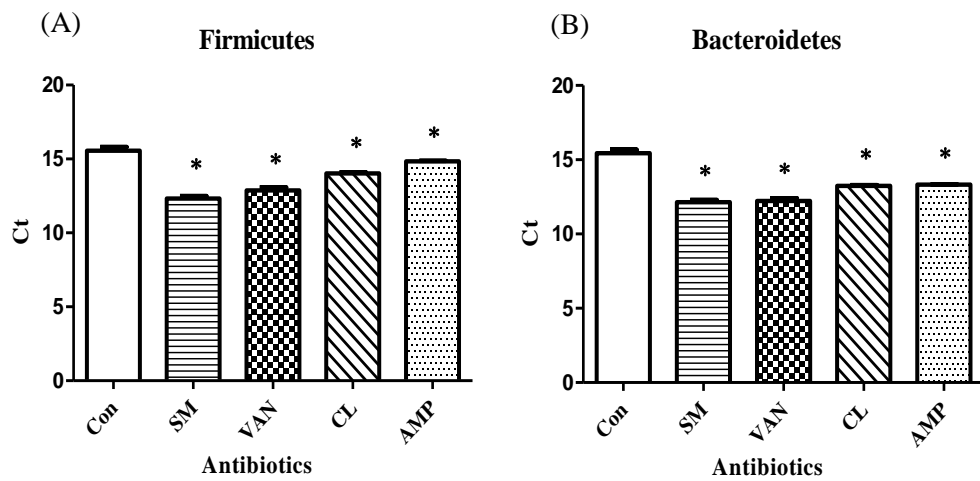 (A)
Firmicutes
Ct
20
15
10
5
0
*
*
*
*
Con
SM
VAN
CL
AMP
Antibiotics
(B)
Bacteroidetes
Ct
20
15
10
5
0
*
*
*
*
Con
SM
VAN
CL
AMP
Antibiotics